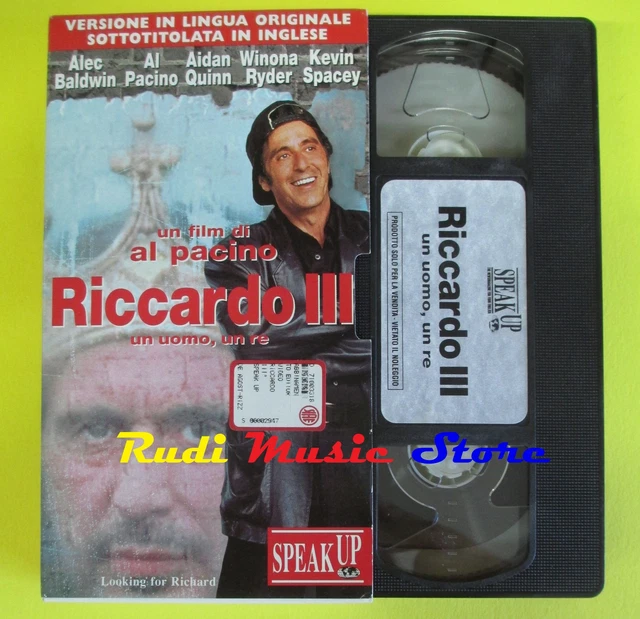 VERSIONE IN LINGUA ORIGINALE
SOTTOTITOLATA IN INGLESE
Alec Al Aidan Winona Kevin
Baldwin Pacino Quinn Ryder Spacey
un film di
al pacino
Riccardo III
un uomo, un re
S 00002947
Looking for Richard
SPEAK UP
Riccardo III
un uomo, un re
SPEAK UP
PRODOTTO SOLO PER LA VENDITA - VIETATO IL NOLEGGIO
Rudi Music Store